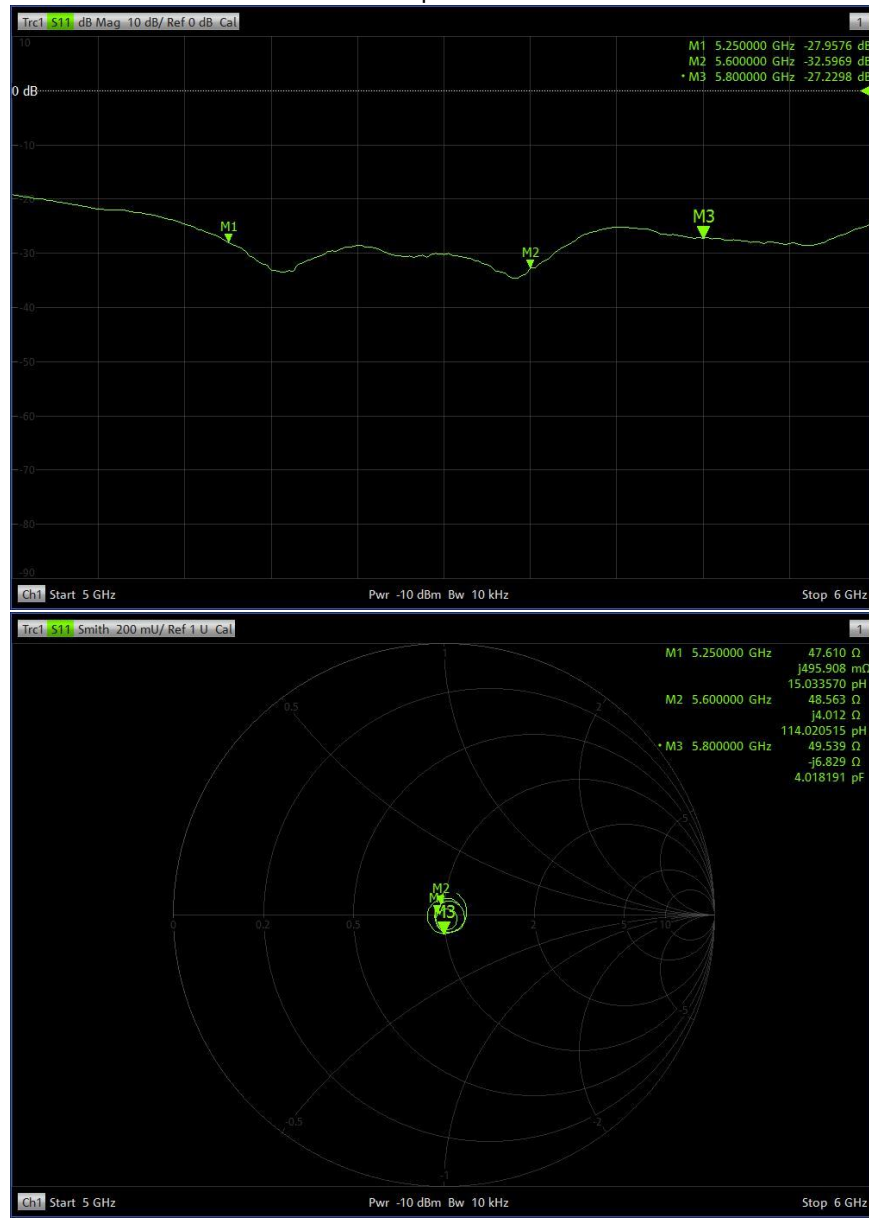 Trc1 S11 dB Mag 10 dB/ Ref 0 dB Cal
1
10
M1 5.250000 GHz -27.9576 dB
M2 5.600000 GHz -32.5969 dB
• M3 5.800000 GHz -27.2298 dB
0 dB
-10
-20
M1
M3
-30
M2
-40
-50
-60
-70
-80
-90
Ch1 Start 5 GHz Pwr -10 dBm Bw 10 kHz Stop 6 GHz
Trc1 S11 Smith 200 mU/ Ref 1 U Cal
1
M1 5.250000 GHz 47.610 Ω
j495.908 mΩ
15.033570 pH
M2 5.600000 GHz 48.563 Ω
j4.012 Ω
114.020515 pH
• M3 5.800000 GHz 49.539 Ω
-j6.829 Ω
4.018191 pF
1
0.5
2
5
M2
M3
0
0.2
0.5
2
5
10
-5
-0.5
-2
-1
Ch1 Start 5 GHz Pwr -10 dBm Bw 10 kHz Stop 6 GHz